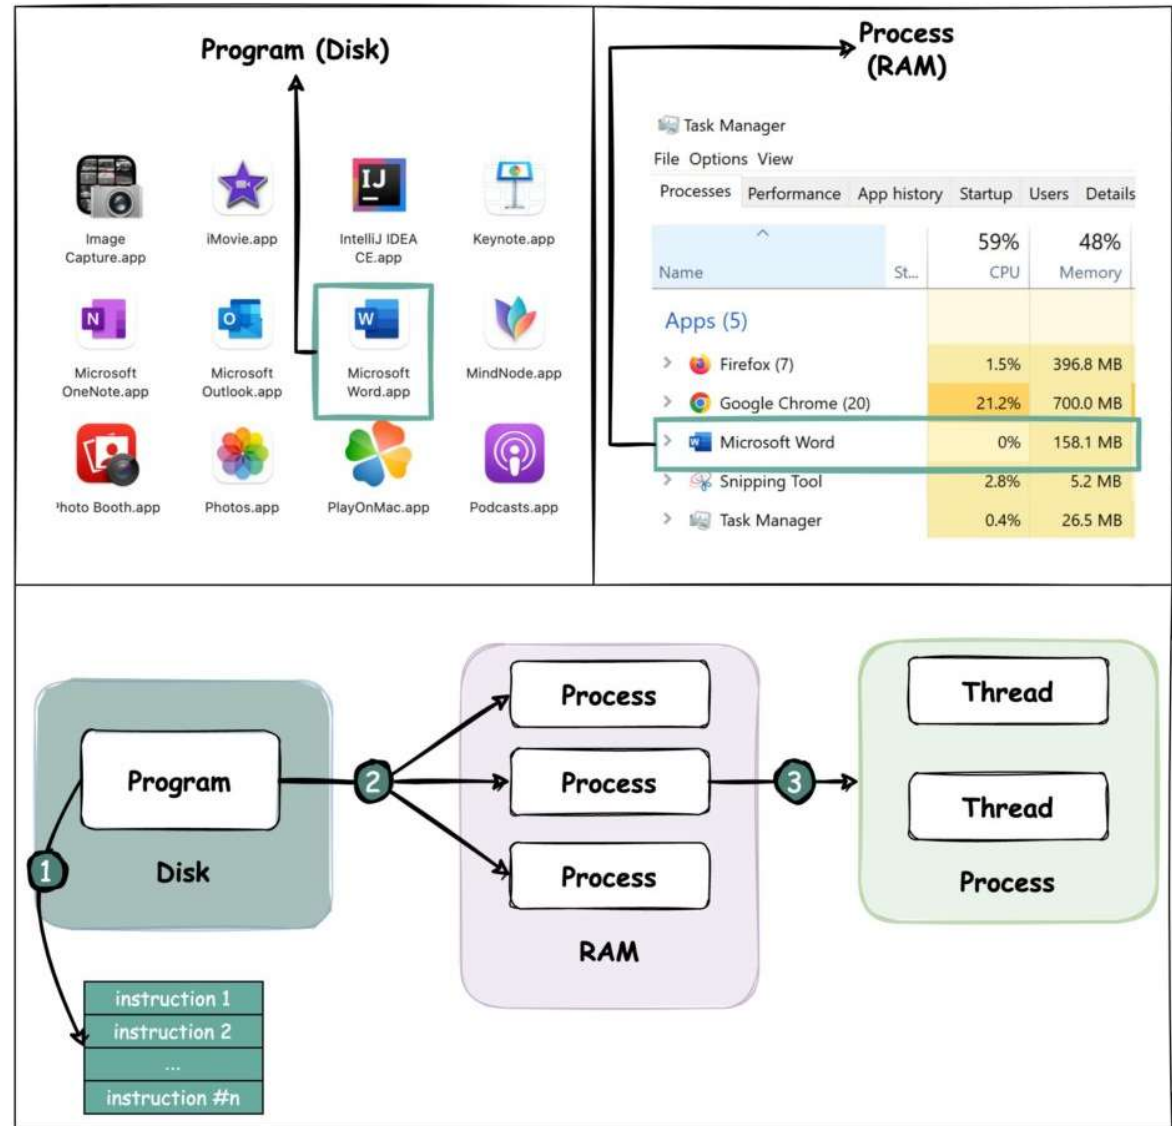 Program (Disk)
Image
Capture.app
iMovie.app
IntelliJ IDEA
CE.app
Keynote.app
Microsoft
OneNote.app
Microsoft
Outlook.app
Microsoft
Word.app
MindNode.app
Photo Booth.app
Photos.app
PlayOnMac.app
Podcasts.app
IJ
N
O
W
Process
(RAM)
Task Manager
File Options View
Processes Performance App history Startup Users Details
59% 48%
Name St... CPU Memory
Apps (5)
Firefox (7) 1.5% 396.8 MB
Google Chrome (20) 21.2% 700.0 MB
Microsoft Word 0% 158.1 MB
Snipping Tool 2.8% 5.2 MB
Task Manager 0.4% 26.5 MB
Program
Disk
1
instruction 1
instruction 2
...
instruction #n
2
Process
Process
Process
RAM
3
Thread
Thread
Process